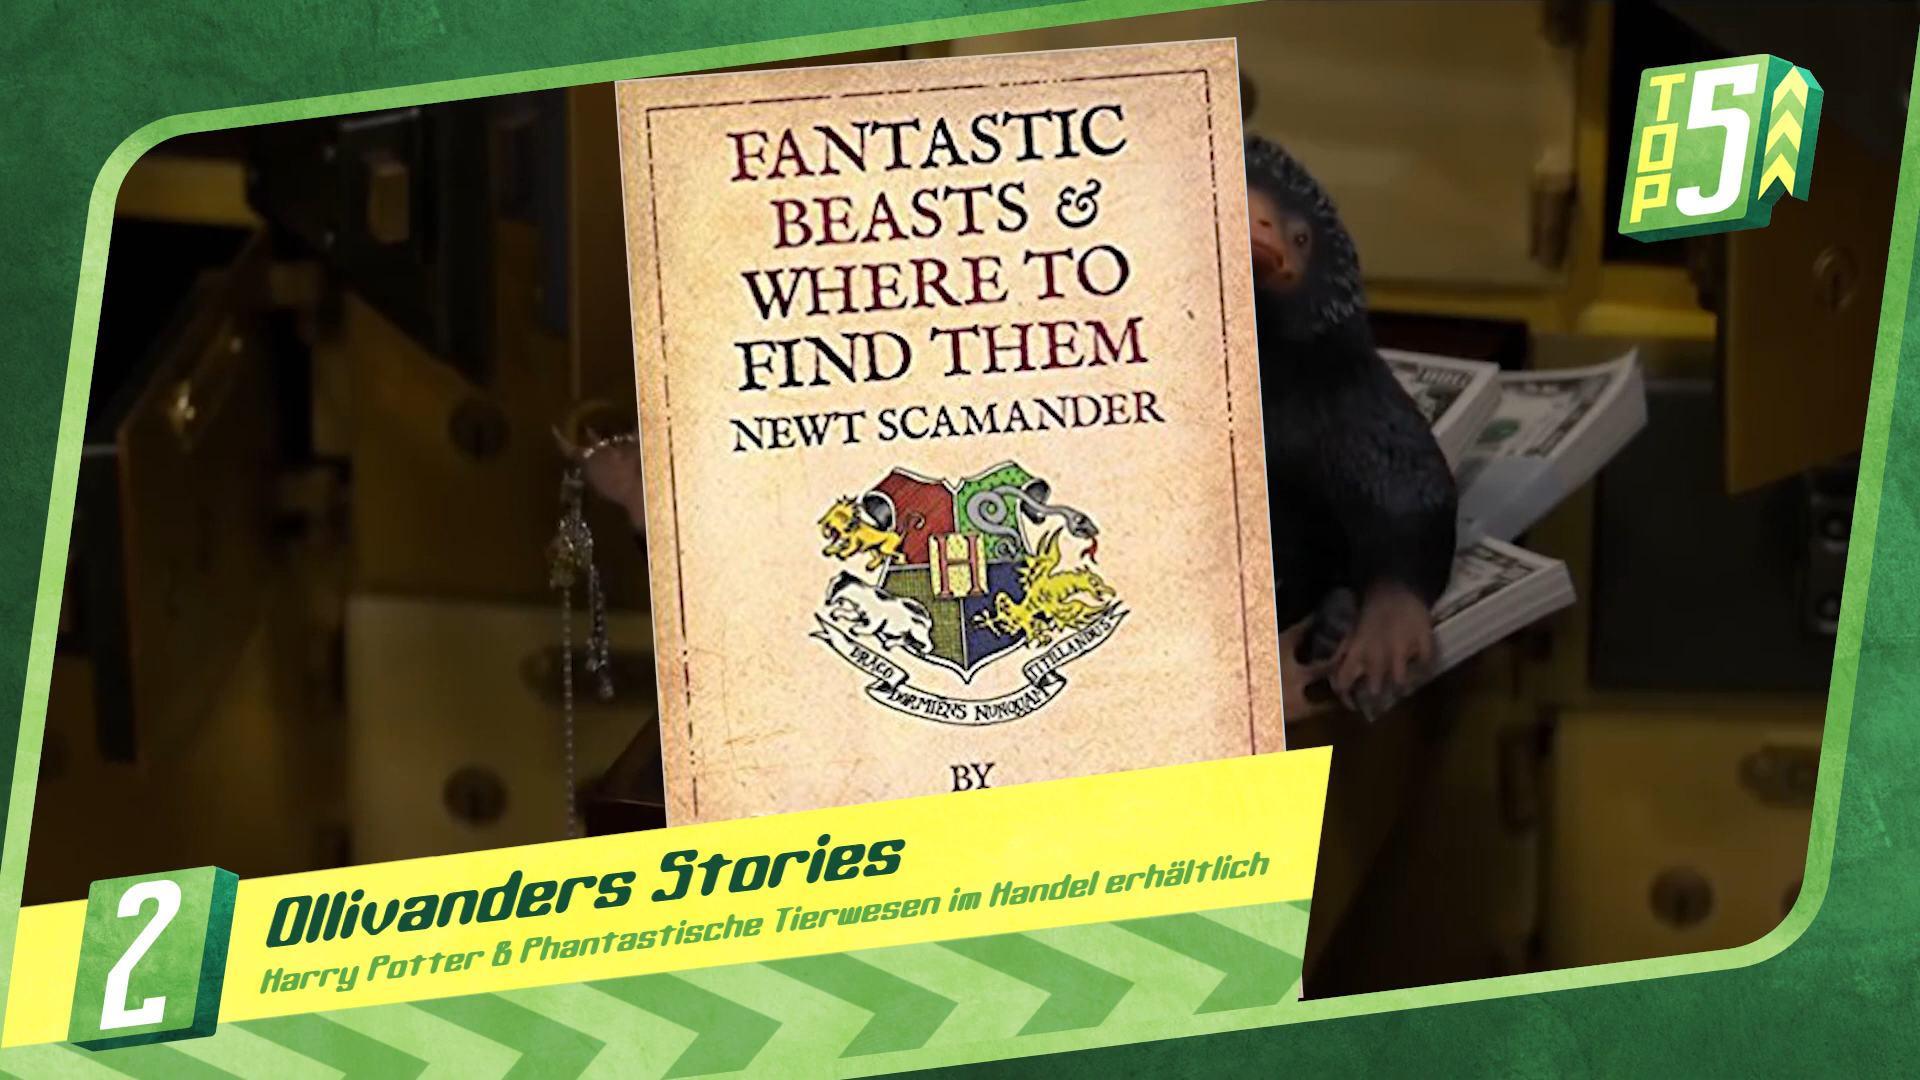 TOP 5
FANTASTIC
BEASTS &
WHERE TO
FIND THEM
NEWT SCAMANDER
H
DRACO DORMIENS NUNQUAM TITILLANDUS
BY
2
Ollivanders Stories
Harry Potter & Phantastische Tierwesen im Handel erhältlich